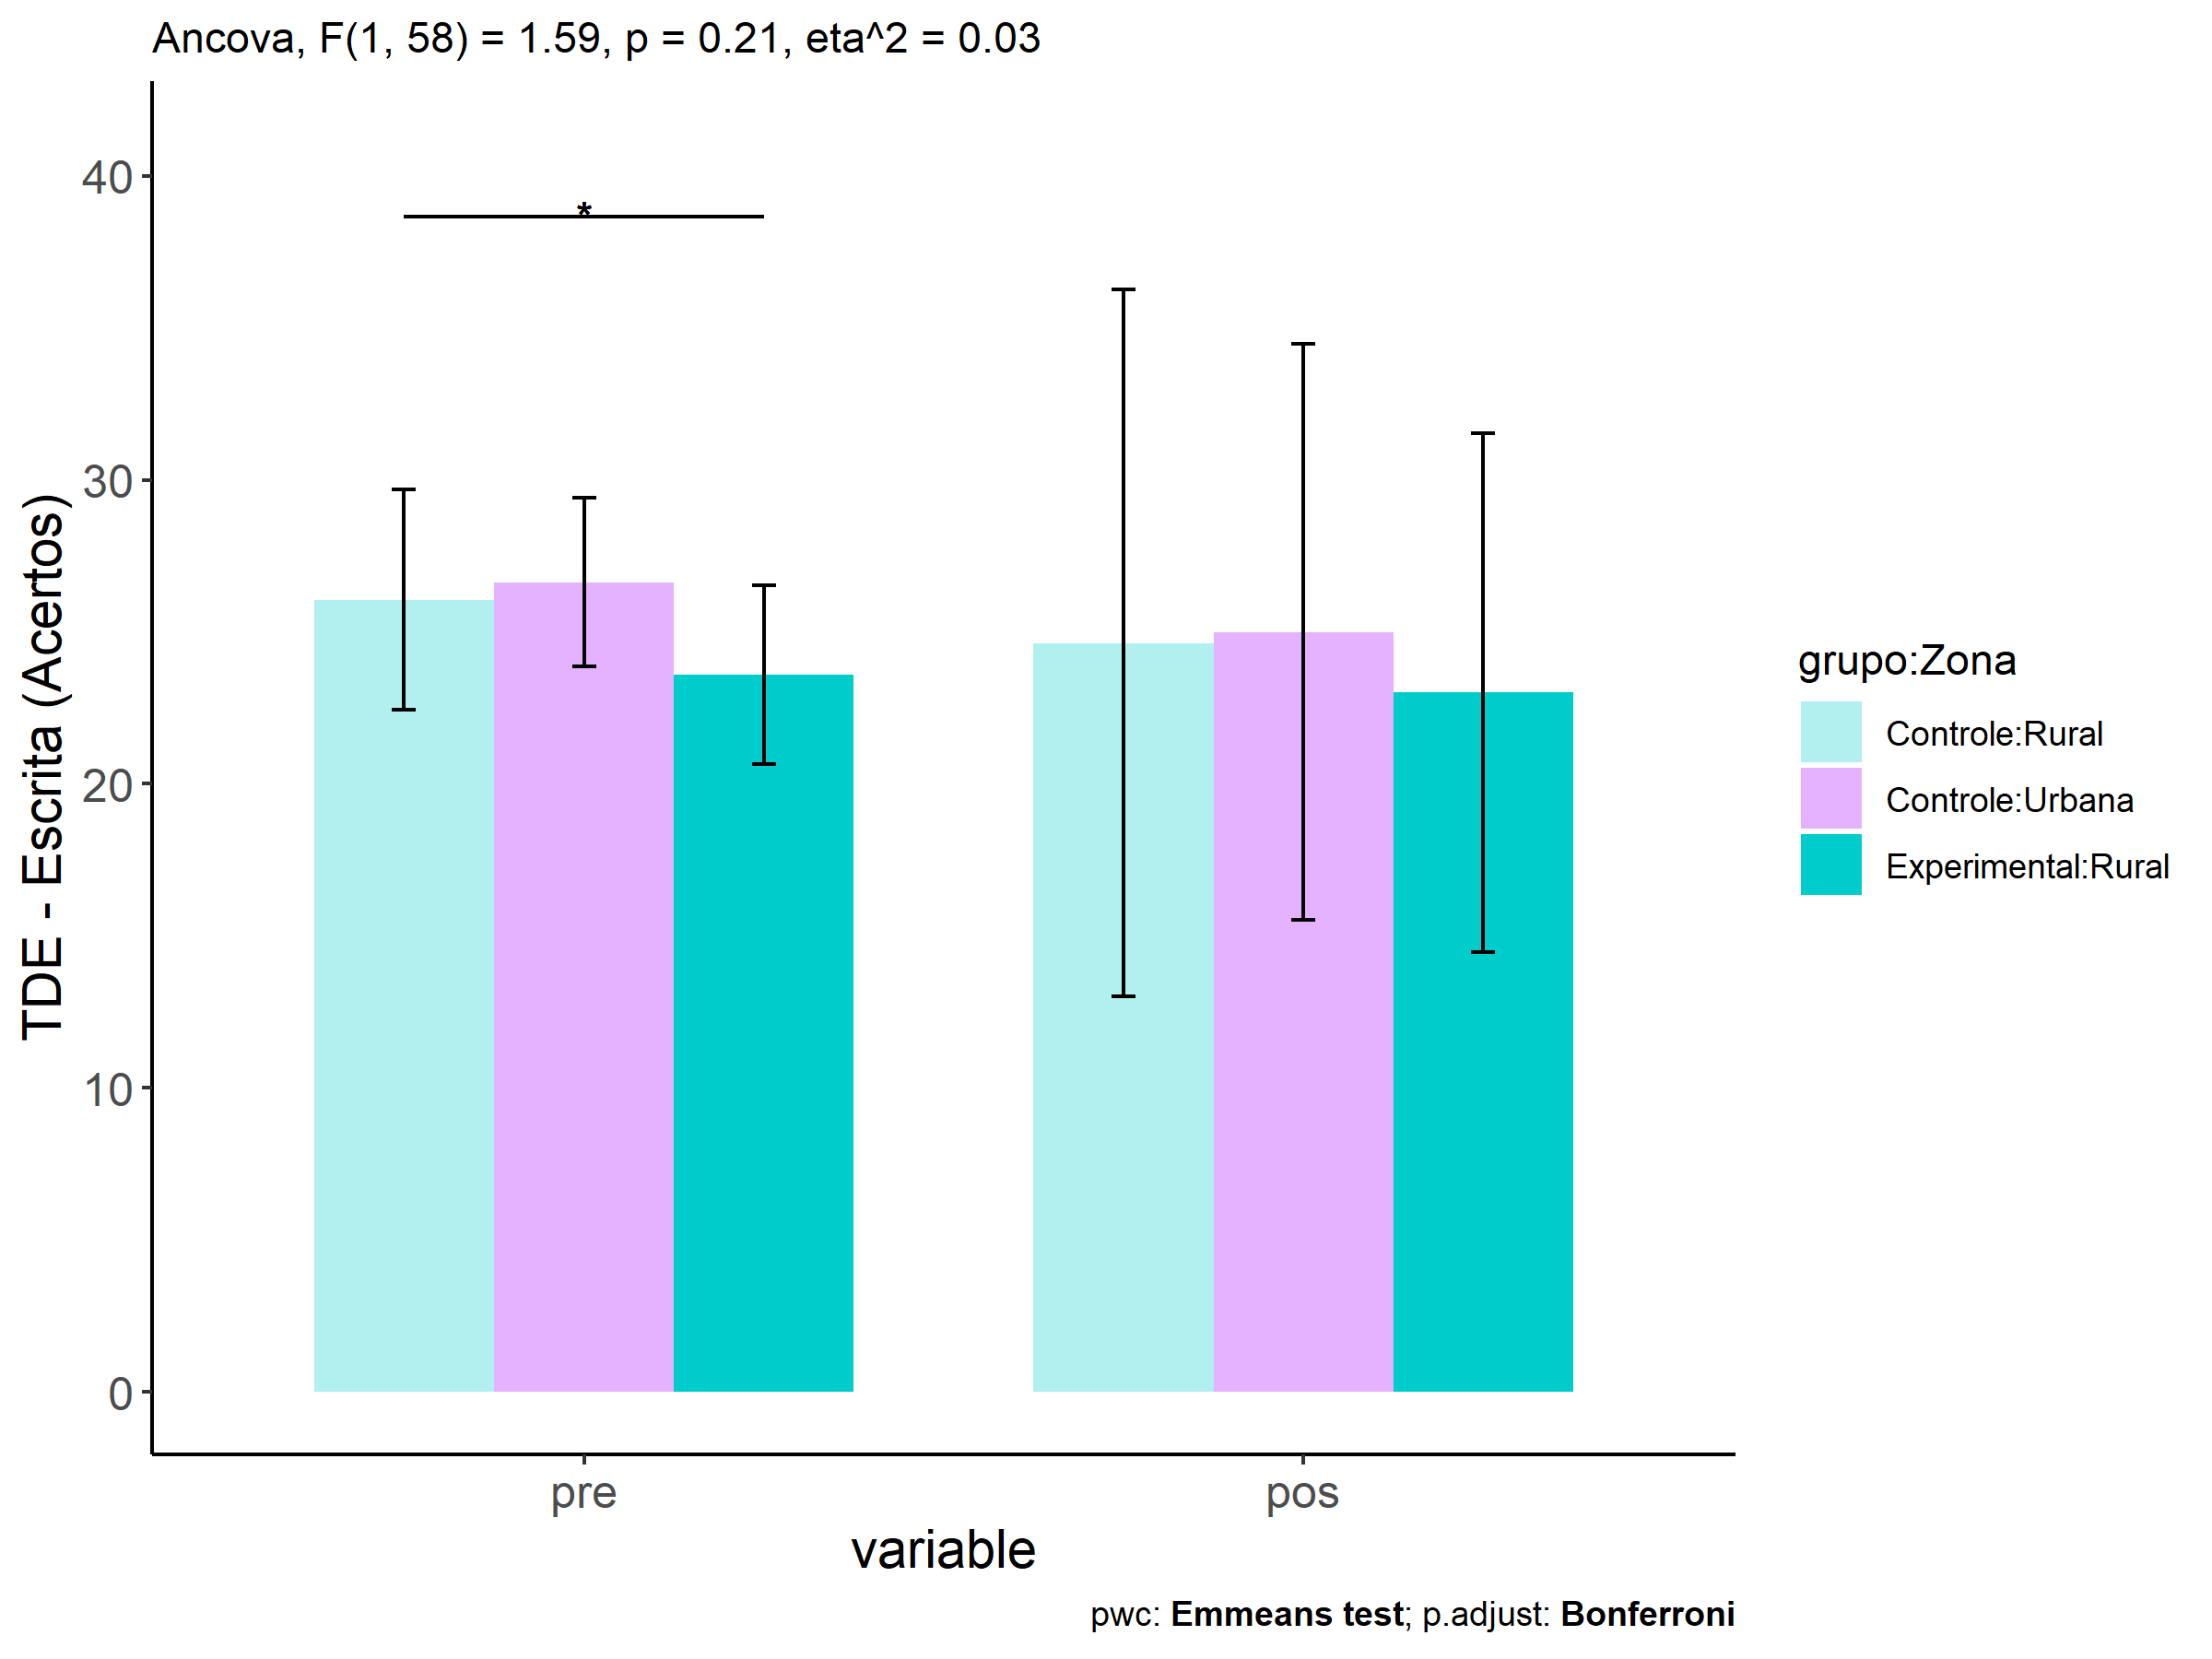 Ancova, F(1, 58) = 1.59, p = 0.21, eta^2 = 0.03
TDE - Escrita (Acertos)
40
30
20
10
0
*
pre
pos
variable
grupo:Zona
Controle:Rural
Controle:Urbana
Experimental:Rural
pwc: Emmeans test; p.adjust: Bonferroni